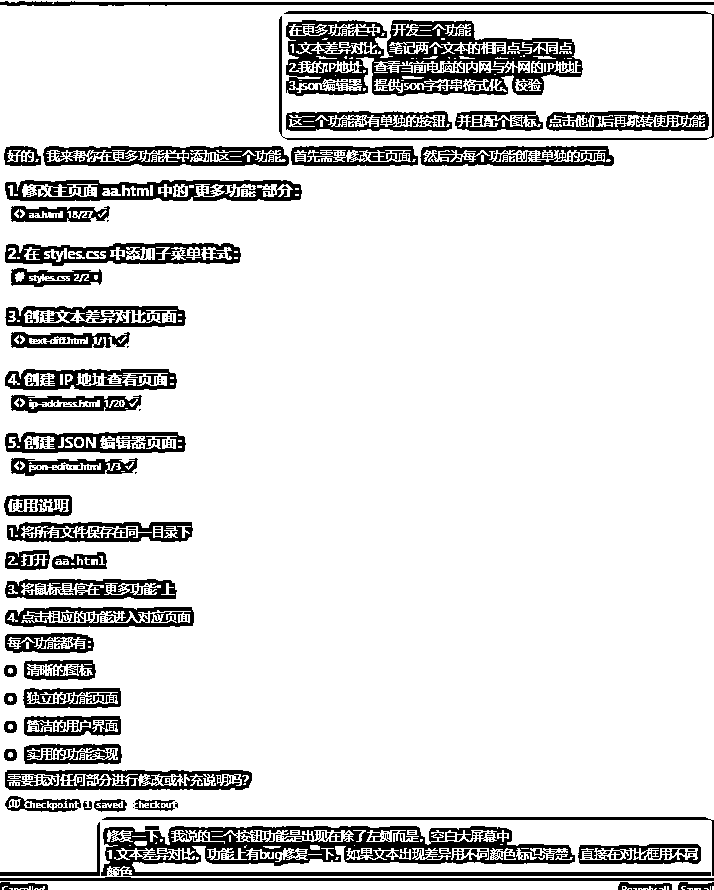 在更多功能栏中，开发三个功能
1.文本差异对比，笔记两个文本的相同点与不同点
2.我的IP地址，查看当前电脑的内网与外网的IP地址
3.json编辑器，提供json字符串格式化、校验
这三个功能都有单独的按钮，并且配个图标，点击他们后再跳转使用功能
好的，我来帮你在更多功能栏中添加这三个功能。首先需要修改主页面，然后为每个功能创建单独的页面。
1. 修改主页面 aa.html 中的"更多功能"部分：
aa.html 18/27
2. 在 styles.css 中添加子菜单样式：
# styles.css 2/2
3. 创建文本差异对比页面：
text-diff.html 1/11
4. 创建 IP 地址查看页面：
ip-address.html 1/20
5. 创建 JSON 编辑器页面：
json-editor.html 1/3
使用说明
1. 将所有文件保存在同一目录下
2. 打开 aa.html
3. 将鼠标悬停在"更多功能"上
4. 点击相应的功能进入对应页面
每个功能都有：
清晰的图标
独立的功能页面
简洁的用户界面
实用的功能实现
需要我对任何部分进行修改或补充说明吗？
Checkpoint 1 saved checkout
修复一下，我说的三个按钮功能是出现在除了左侧而是，空白大屏幕中
1.文本差异对比，功能上有bug修复一下，如果文本出现差异用不同颜色标识清楚，直接在对比框用不同
颜色
Cancelled
Reapply all Save all